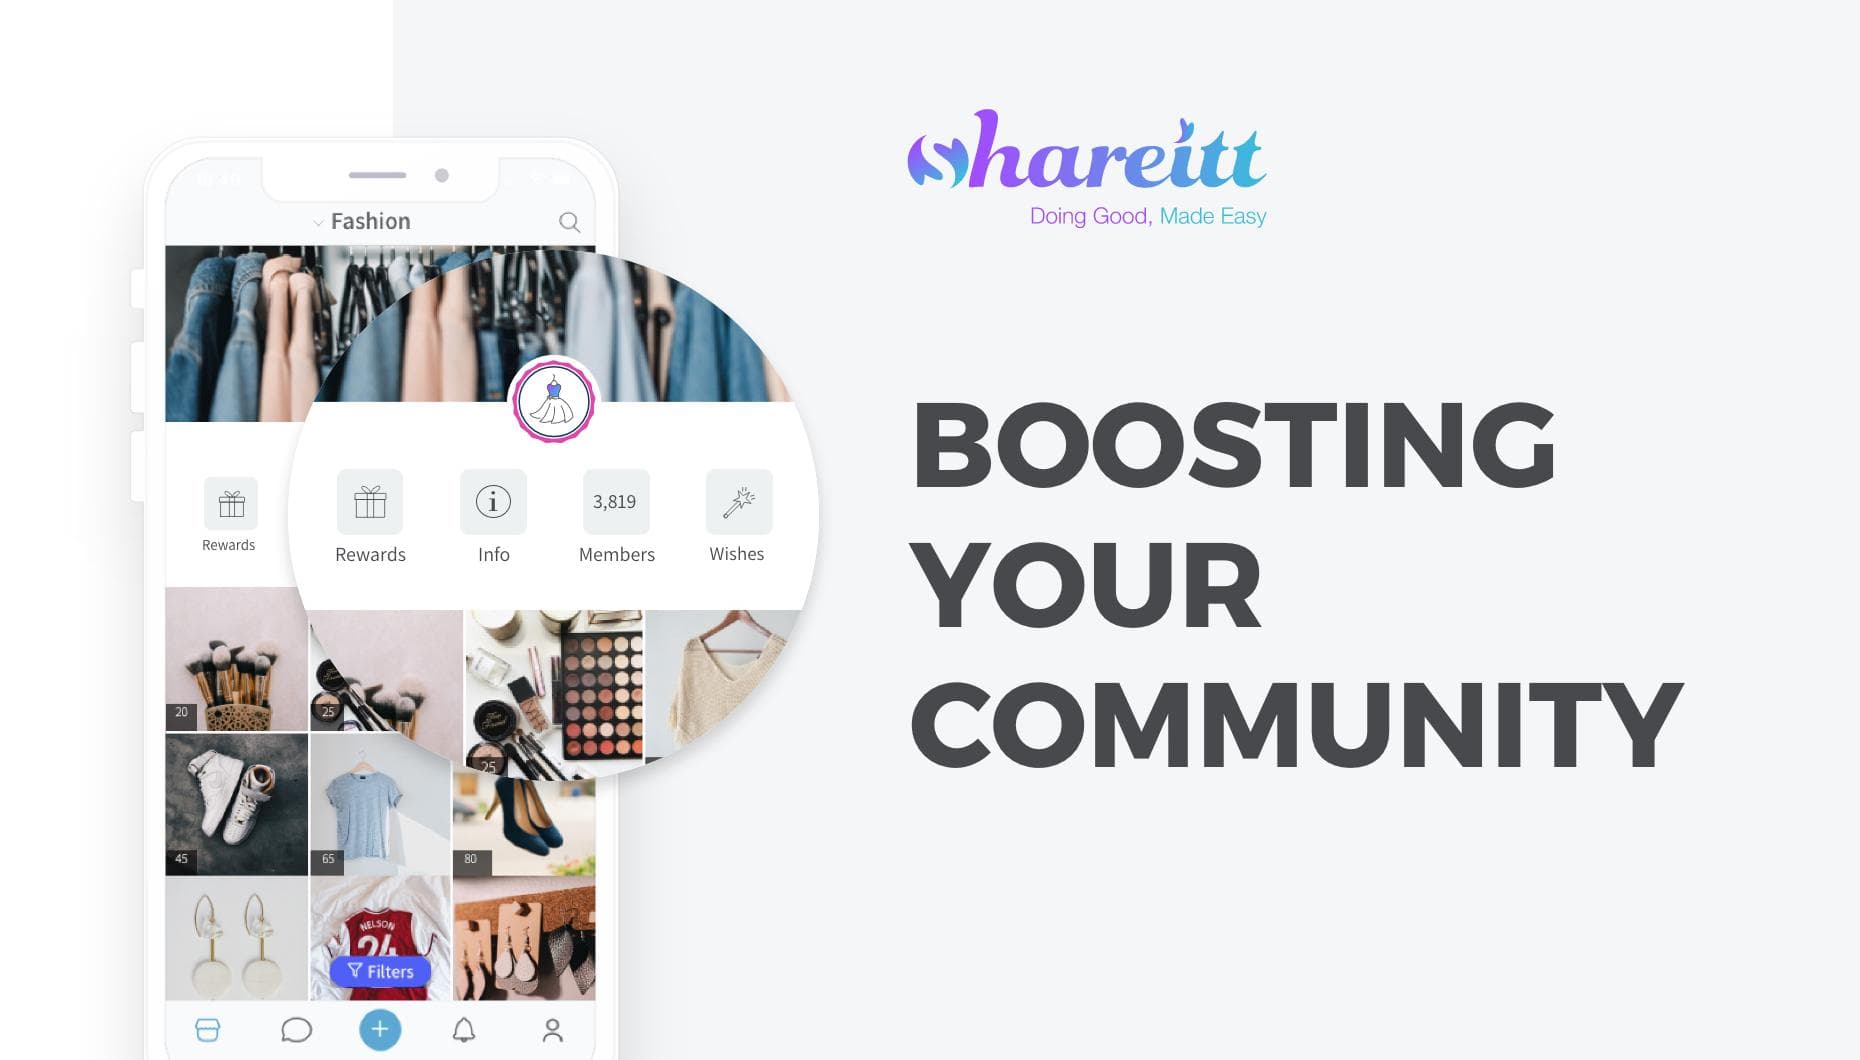 shareitt
Doing Good, Made Easy
BOOSTING
YOUR
COMMUNITY
Fashion
3,819
Rewards
Rewards
Info
Members
Wishes
20
25
25
45
65
80
NELSON
24
Filters